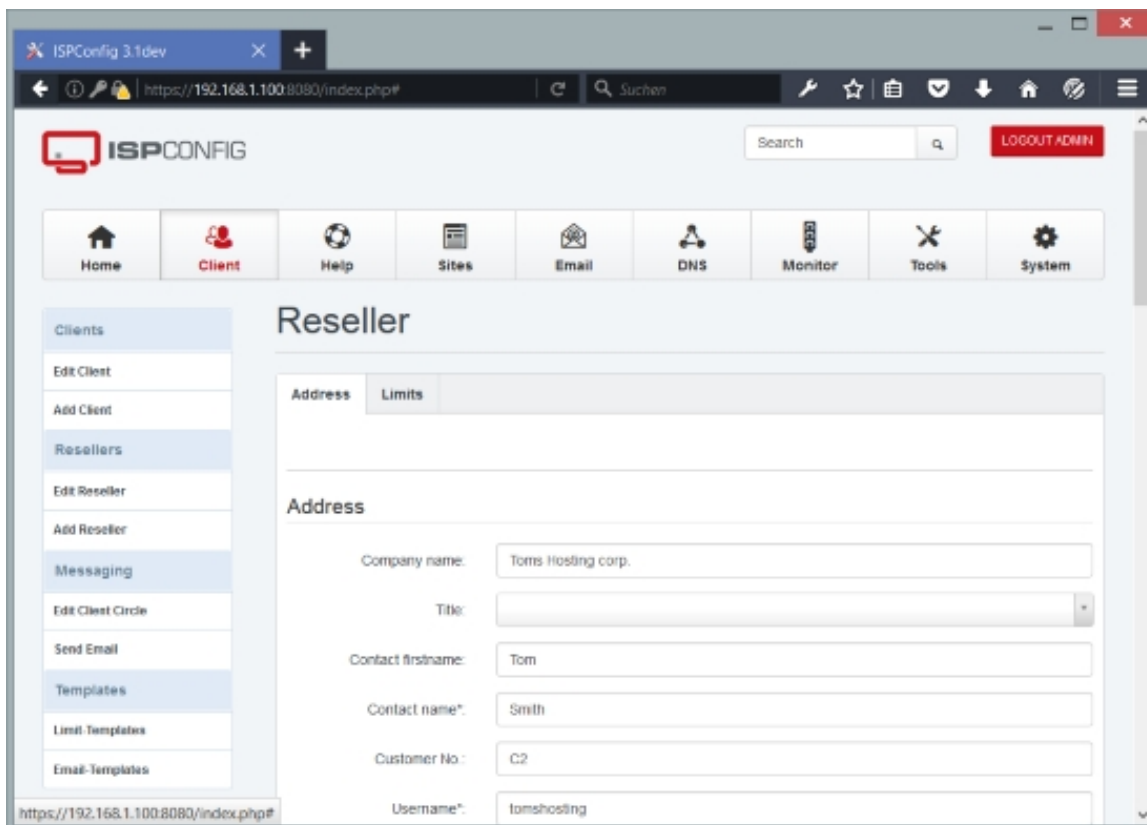 ISPConfig 3.1dev
https://192.168.1.100:8080/index.php#
Suchen
ISPCONFIG
Search
LOGOUT ADMIN
Home
Client
Help
Sites
Email
DNS
Monitor
Tools
System
Clients
Edit Client
Add Client
Resellers
Edit Reseller
Add Reseller
Messaging
Edit Client Circle
Send Email
Templates
Limit-Templates
Email-Templates
Reseller
Address Limits
Address
Company name: Toms Hosting corp.
Title:
Contact firstname: Tom
Contact name*: Smith
Customer No.: C2
Username*: tomshosting
https://192.168.1.100:8080/index.php#